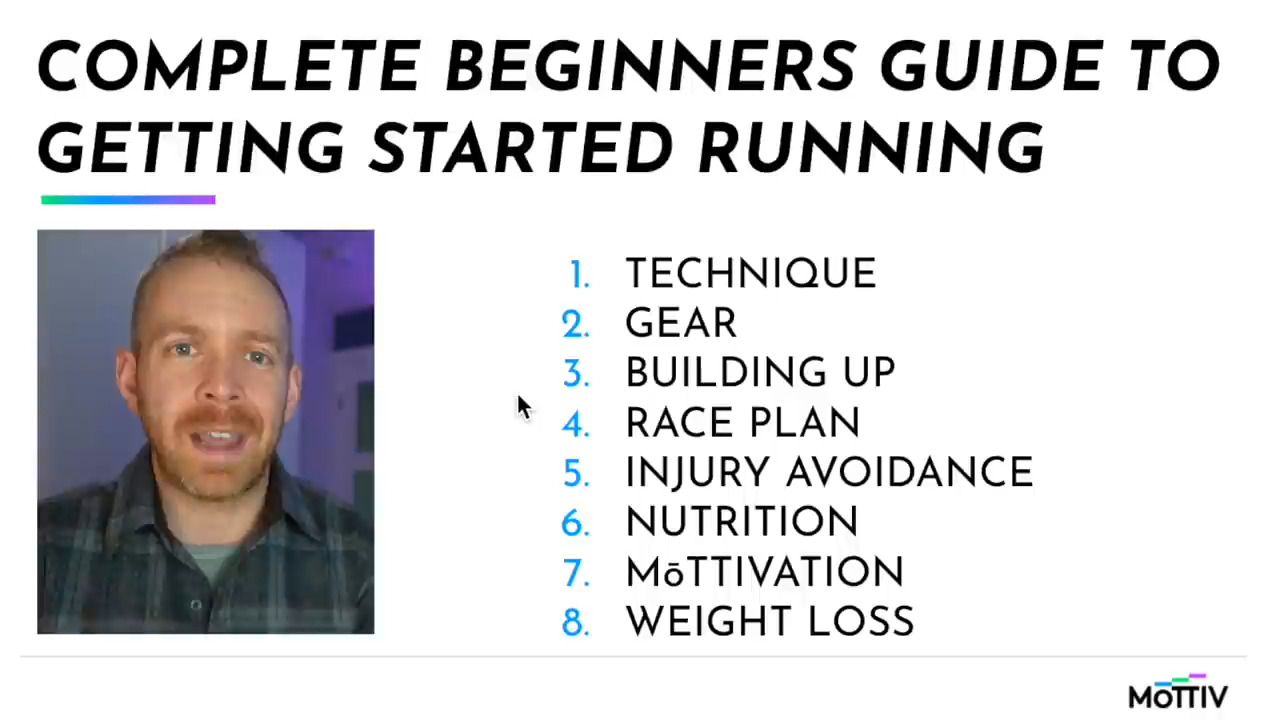 COMPLETE BEGINNERS GUIDE TO
GETTING STARTED RUNNING
1. TECHNIQUE
2. GEAR
3. BUILDING UP
4. RACE PLAN
5. INJURY AVOIDANCE
6. NUTRITION
7. MōTTIVATION
8. WEIGHT LOSS
MōTTIV